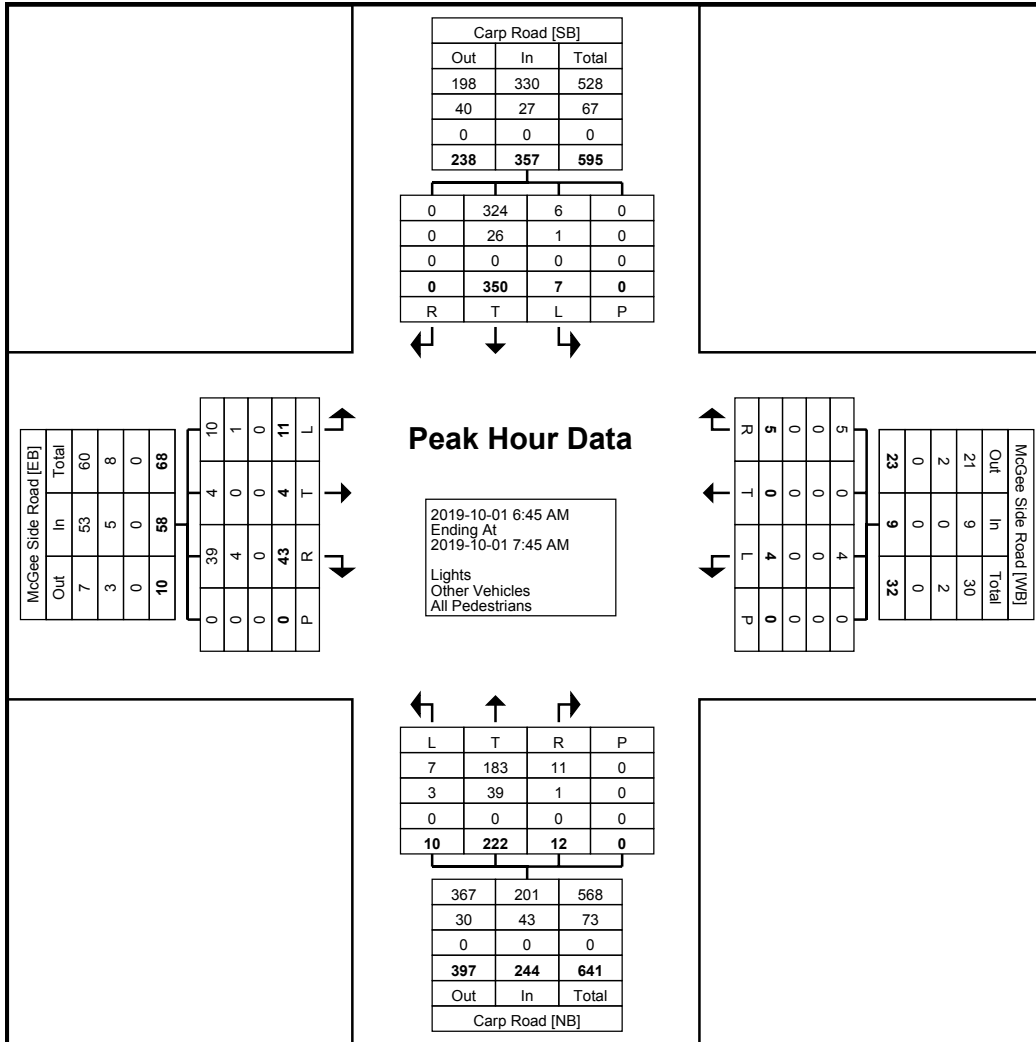 Carp Road [SB]
Out In Total
198 330 528
40 27 67
0 0 0
238 357 595
0 324 6 0
0 26 1 0
0 0 0 0
0 350 7 0
R T L P
McGee Side Road [EB]
Total In Out
60 53 7
8 5 3
0 0 0
68 58 10
10 4 39 0
1 0 4 0
0 0 0 0
11 4 43 0
L T R P
Peak Hour Data
2019-10-01 6:45 AM
Ending At
2019-10-01 7:45 AM
Lights
Other Vehicles
All Pedestrians
R T L P
5 0 4 0
0 0 0 0
0 0 0 0
5 0 4 0
McGee Side Road [WB]
Out In Total
21 9 30
2 0 2
0 0 0
23 9 32
L T R P
7 183 11 0
3 39 1 0
0 0 0 0
10 222 12 0
367 201 568
30 43 73
0 0 0
397 244 641
Out In Total
Carp Road [NB]